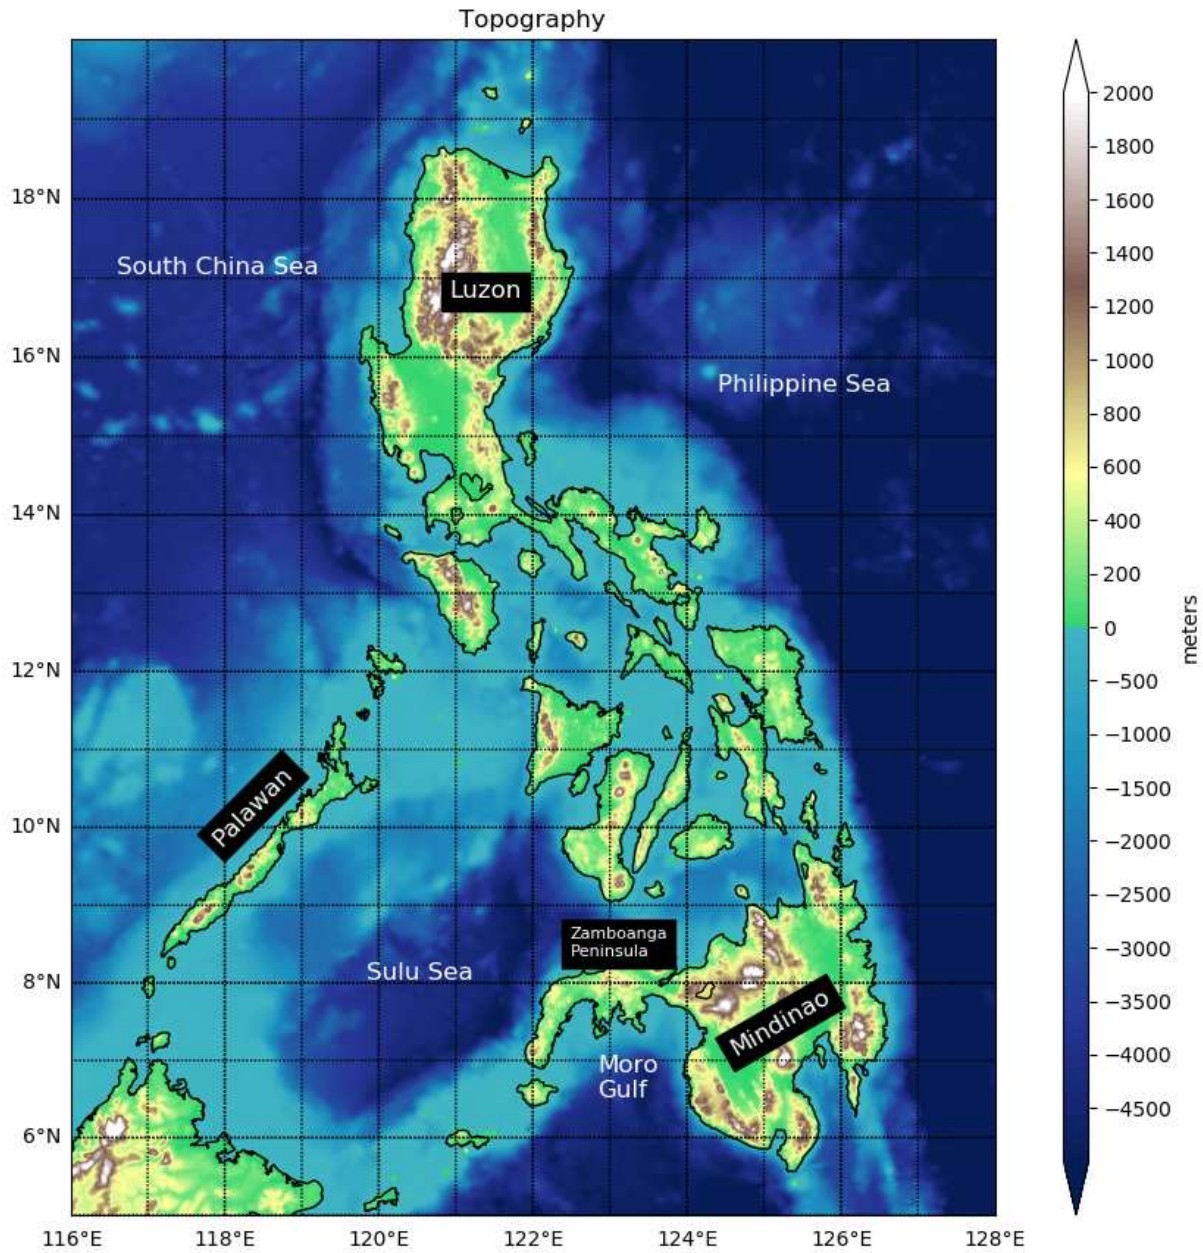 Topography
18°N
16°N
14°N
12°N
10°N
8°N
6°N
South China Sea
Luzon
Philippine Sea
Palawan
Zamboanga
Peninsula
Sulu Sea
Mindinao
Moro
Gulf
116°E
118°E
120°E
122°E
124°E
126°E
128°E
2000
1800
1600
1400
1200
1000
800
600
400
200
0
−500
−1000
−1500
−2000
−2500
−3000
−3500
−4000
−4500
meters